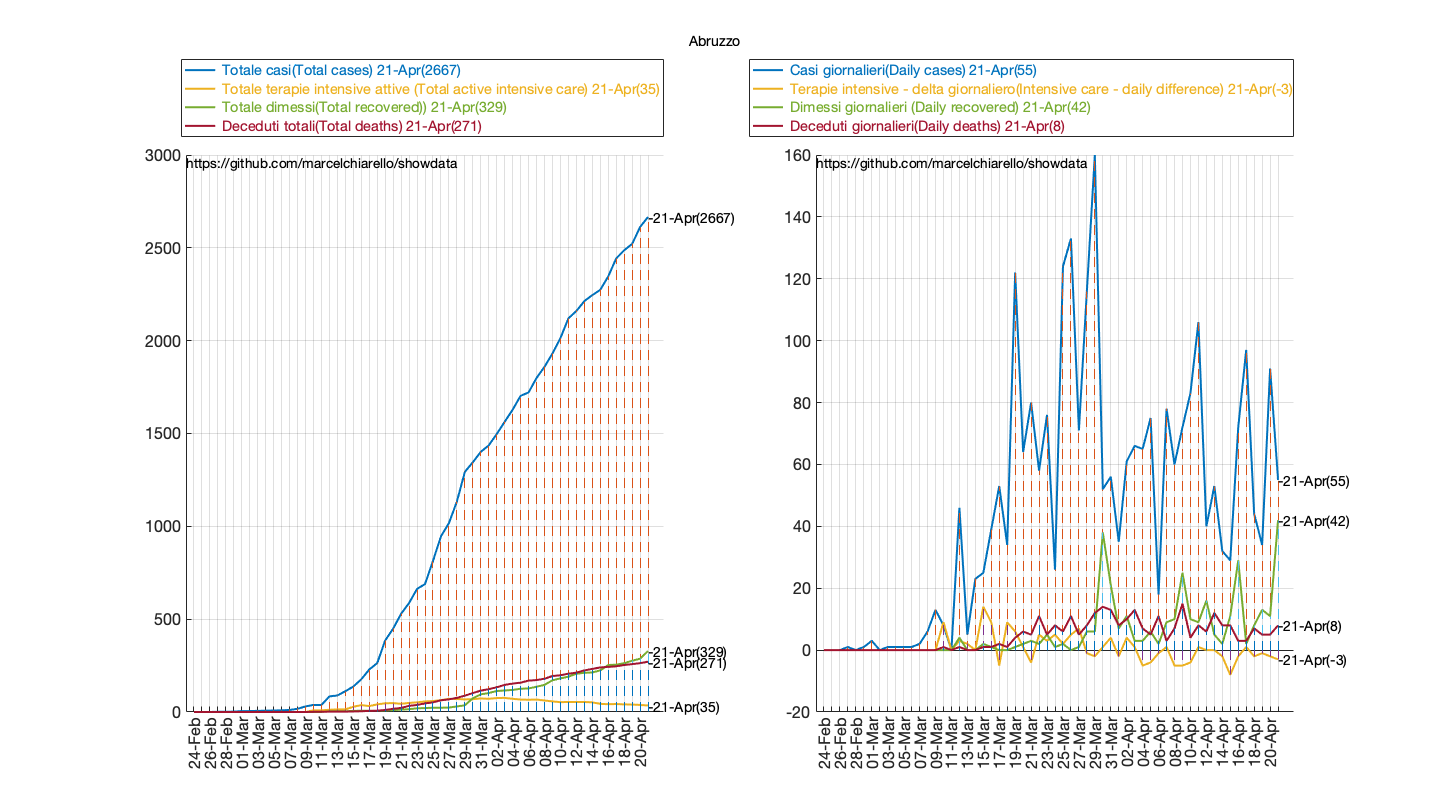 Abruzzo
Totale casi(Total cases) 21-Apr(2667)
Totale terapie intensive attive (Total active intensive care) 21-Apr(35)
Totale dimessi(Total recovered)) 21-Apr(329)
Deceduti totali(Total deaths) 21-Apr(271)
https://github.com/marcelchiarello/showdata
3000
2500
2000
1500
1000
500
0
21-Apr(2667)
21-Apr(329)
21-Apr(271)
21-Apr(35)
24-Feb
26-Feb
28-Feb
01-Mar
03-Mar
05-Mar
07-Mar
09-Mar
11-Mar
13-Mar
15-Mar
17-Mar
19-Mar
21-Mar
23-Mar
25-Mar
27-Mar
29-Mar
31-Mar
02-Apr
04-Apr
06-Apr
08-Apr
10-Apr
12-Apr
14-Apr
16-Apr
18-Apr
20-Apr
Casi giornalieri(Daily cases) 21-Apr(55)
Terapie intensive - delta giornaliero(Intensive care - daily difference) 21-Apr(-3)
Dimessi giornalieri (Daily recovered) 21-Apr(42)
Deceduti giornalieri(Daily deaths) 21-Apr(8)
https://github.com/marcelchiarello/showdata
160
140
120
100
80
60
40
20
0
-20
21-Apr(55)
21-Apr(42)
21-Apr(8)
21-Apr(-3)
24-Feb
26-Feb
28-Feb
01-Mar
03-Mar
05-Mar
07-Mar
09-Mar
11-Mar
13-Mar
15-Mar
17-Mar
19-Mar
21-Mar
23-Mar
25-Mar
27-Mar
29-Mar
31-Mar
02-Apr
04-Apr
06-Apr
08-Apr
10-Apr
12-Apr
14-Apr
16-Apr
18-Apr
20-Apr